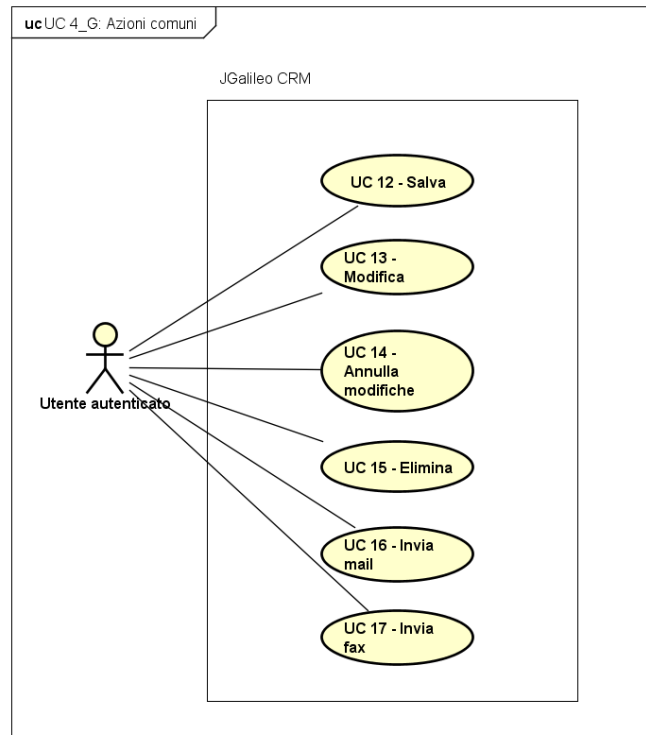 uc UC 4_G: Azioni comuni
JGalileo CRM
UC 12 - Salva
UC 13 -
Modifica
UC 14 -
Annulla
modifiche
Utente autenticato
UC 15 - Elimina
UC 16 - Invia
mail
UC 17 - Invia
fax